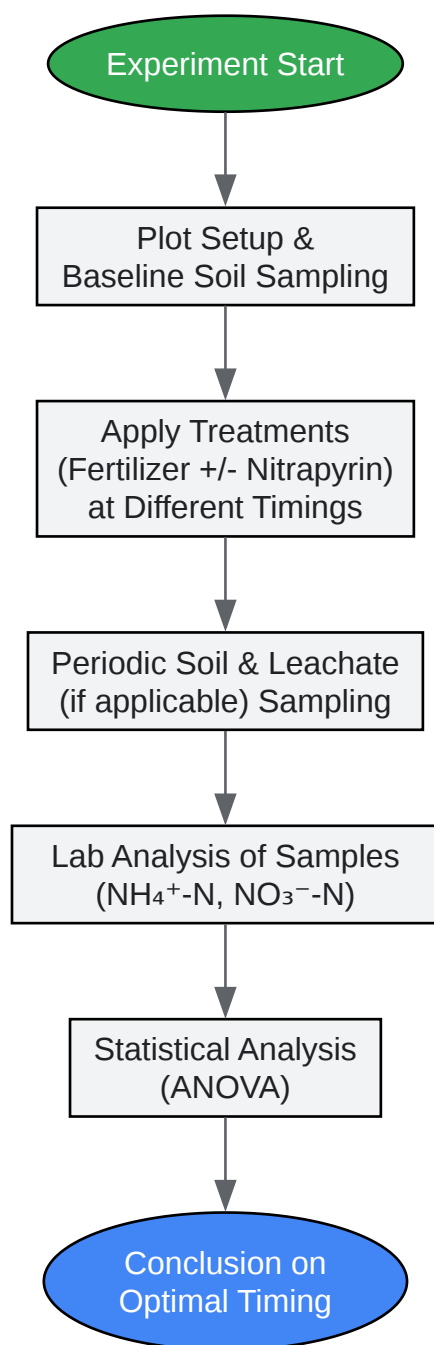 Experiment Start
Plot Setup &
Baseline Soil Sampling
Apply Treatments
(Fertilizer +/- Nitrapyrin)
at Different Timings
Periodic Soil & Leachate
(if applicable) Sampling
Lab Analysis of Samples
(NH₄⁺-N, NO₃⁻-N)
Statistical Analysis
(ANOVA)
Conclusion on
Optimal Timing